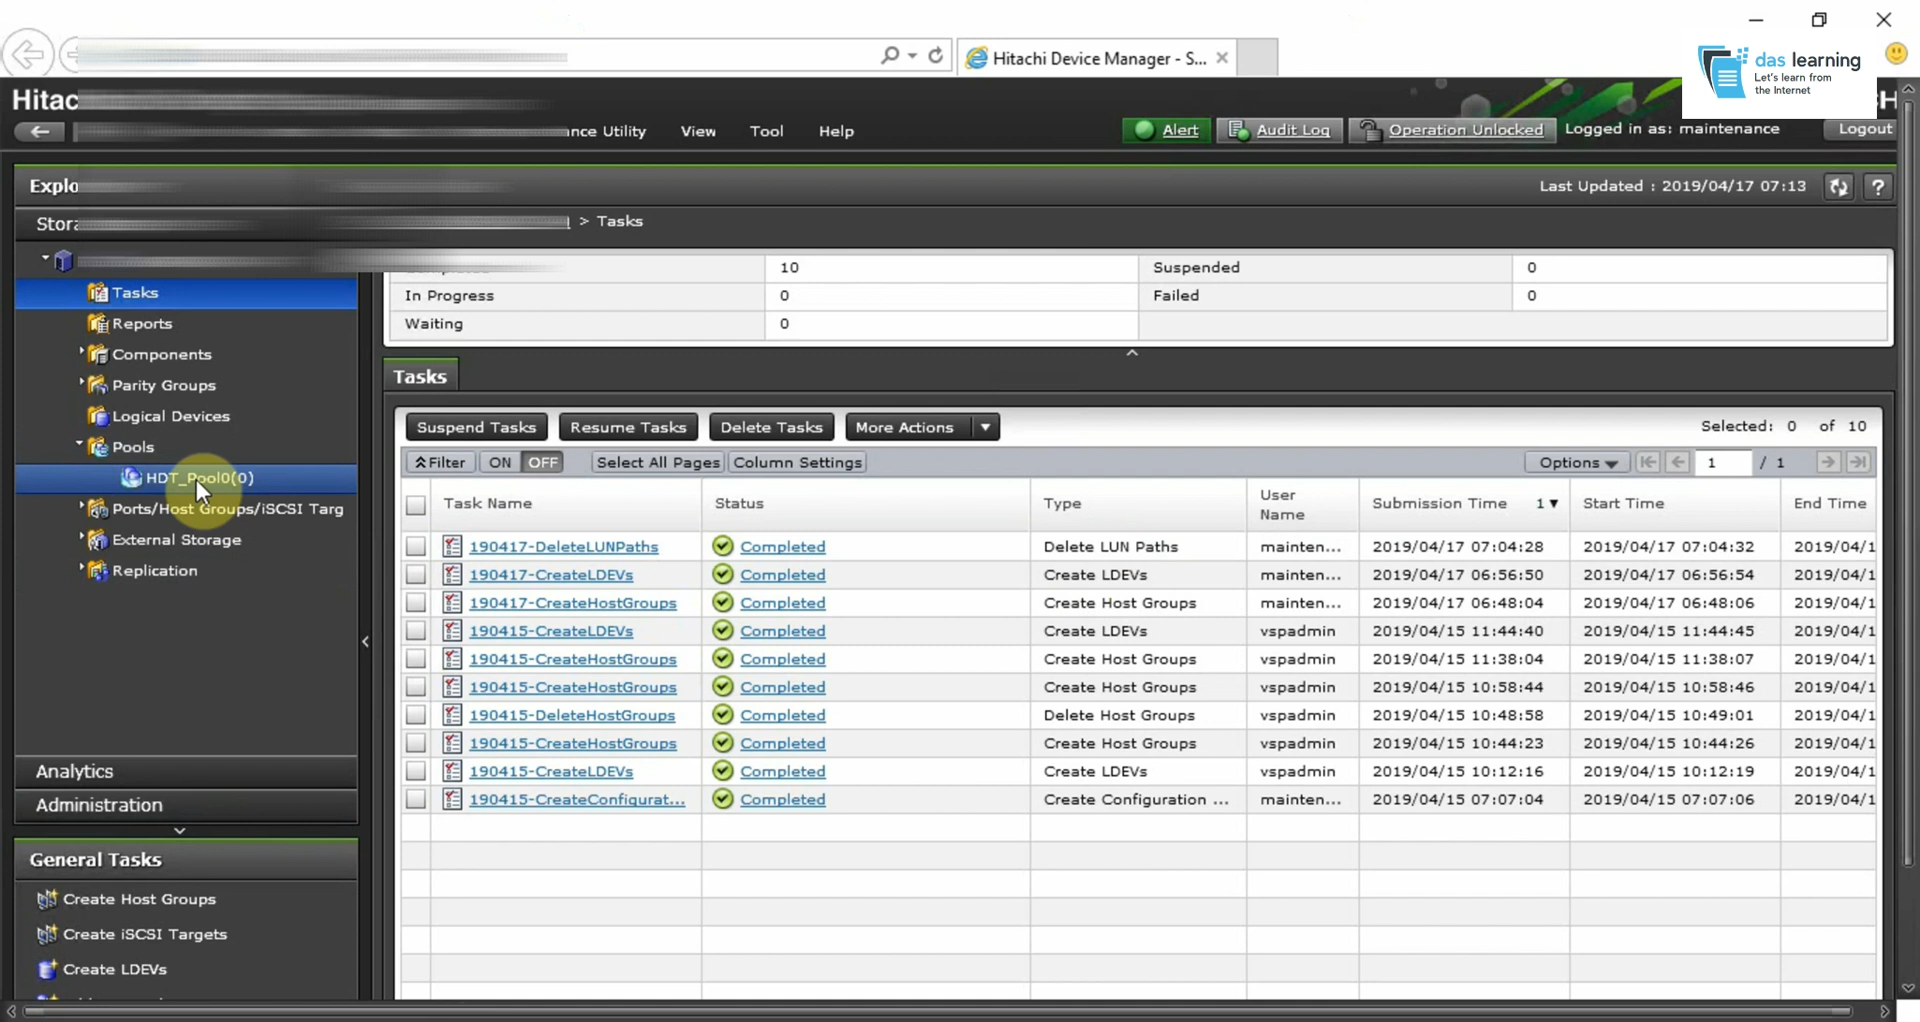 Hitachi Device Manager - S...
das learning
Let's learn from
the Internet
Hitac
View
Tool
Help
Alert
Audit Log
Operation Unlocked
Logged in as: maintenance
Logout
Explo
Last Updated : 2019/04/17 07:13
?
> Tasks
Tasks
Reports
Components
Parity Groups
Logical Devices
Pools
HDT_Pool0(0)
Ports/Host Groups/iSCSI Targ
External Storage
Replication
Analytics
Administration
General Tasks
Create Host Groups
Create iSCSI Targets
Create LDEVs
10 Suspended 0
In Progress 0 Failed 0
Waiting 0
Tasks
Suspend Tasks Resume Tasks Delete Tasks More Actions Selected: 0 of 10
Filter ON OFF Select All Pages Column Settings Options 1 / 1
Task Name Status Type User Name Submission Time 1 Start Time End Time
190417-DeleteLUNPaths Completed Delete LUN Paths mainten... 2019/04/17 07:04:28 2019/04/17 07:04:32 2019/04/1
190417-CreateLDEVs Completed Create LDEVs mainten... 2019/04/17 06:56:50 2019/04/17 06:56:54 2019/04/1
190417-CreateHostGroups Completed Create Host Groups mainten... 2019/04/17 06:48:04 2019/04/17 06:48:06 2019/04/1
190415-CreateLDEVs Completed Create LDEVs vspadmin 2019/04/15 11:44:40 2019/04/15 11:44:45 2019/04/1
190415-CreateHostGroups Completed Create Host Groups vspadmin 2019/04/15 11:38:04 2019/04/15 11:38:07 2019/04/1
190415-CreateHostGroups Completed Create Host Groups vspadmin 2019/04/15 10:58:44 2019/04/15 10:58:46 2019/04/1
190415-DeleteHostGroups Completed Delete Host Groups vspadmin 2019/04/15 10:48:58 2019/04/15 10:49:01 2019/04/1
190415-CreateHostGroups Completed Create Host Groups vspadmin 2019/04/15 10:44:23 2019/04/15 10:44:26 2019/04/1
190415-CreateLDEVs Completed Create LDEVs vspadmin 2019/04/15 10:12:16 2019/04/15 10:12:19 2019/04/1
190415-CreateConfigurat... Completed Create Configuration ... mainten... 2019/04/15 07:07:04 2019/04/15 07:07:06 2019/04/1